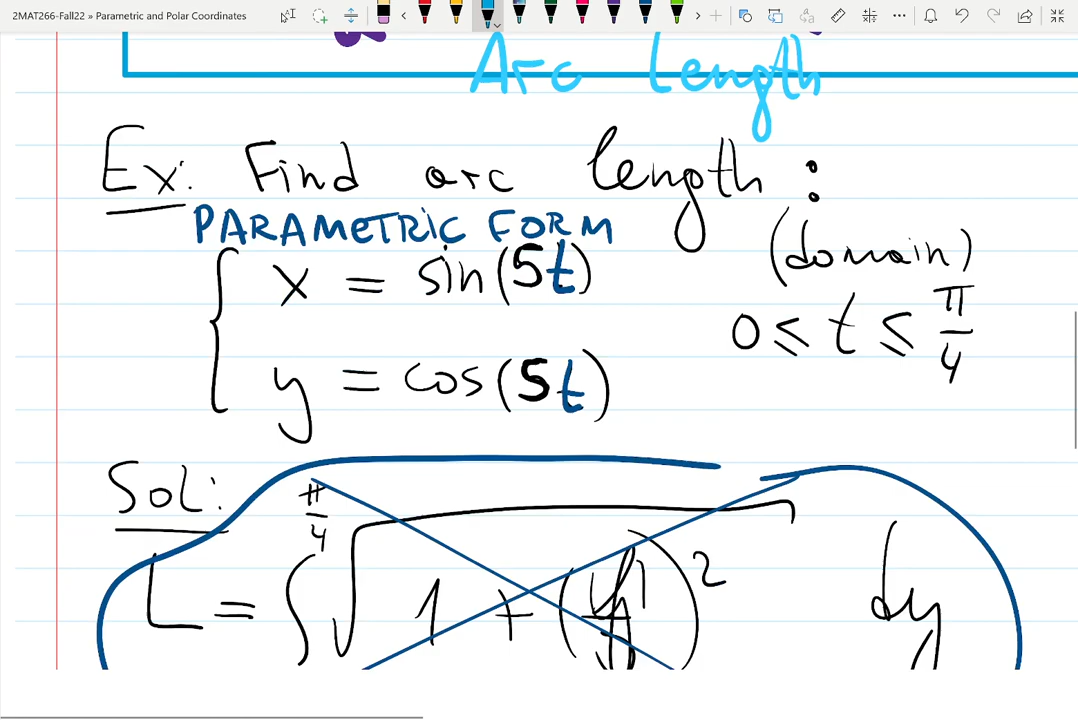 2MAT266-Fall22 » Parametric and Polar Coordinates
Arc Length
Ex: Find arc length:
PARAMETRIC FORM
(domain)
x = sin(5t)
0 ≤ t ≤ π/4
y = cos(5t)
Sol:
L = ∫ π/4 √ 1 + ( )² dy